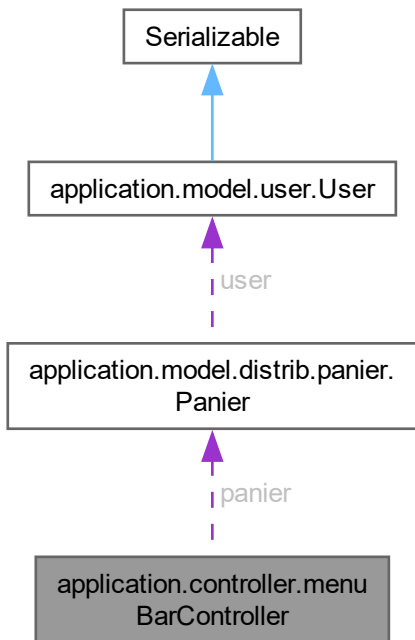 Serializable
application.model.user.User
user
application.model.distrib.panier.
Panier
panier
application.controller.menu
BarController